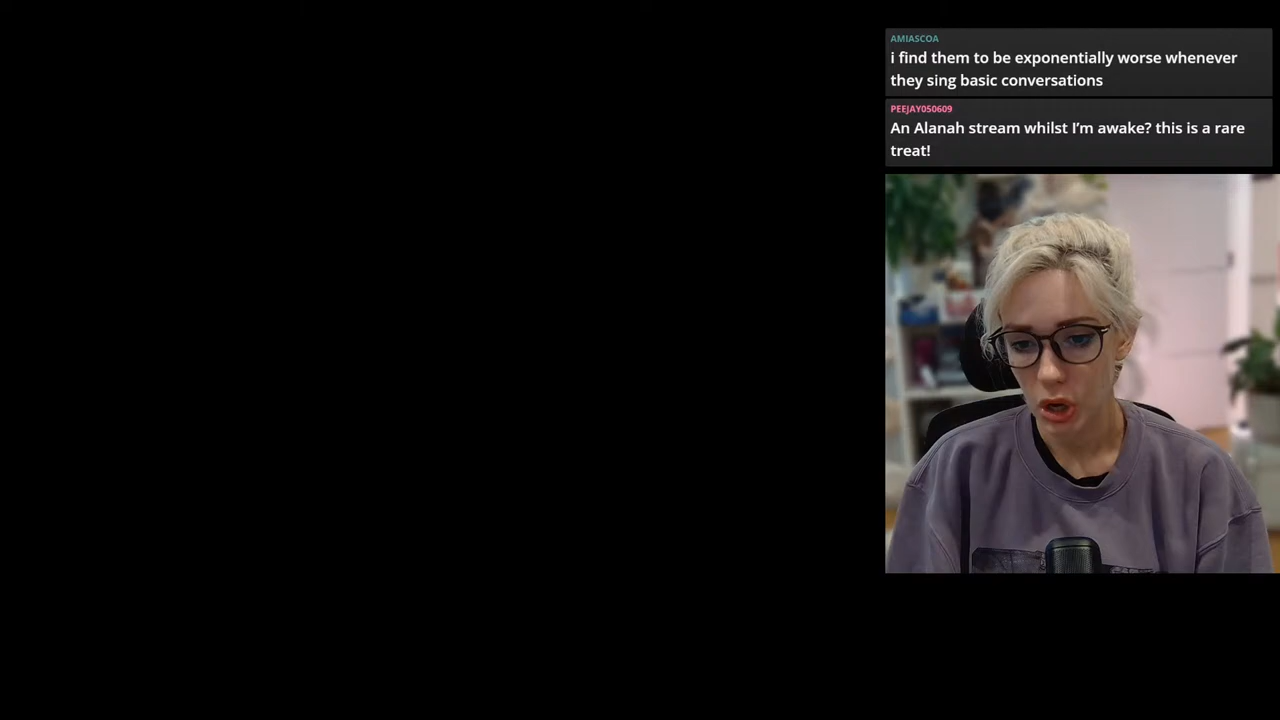 AMIASCOA
i find them to be exponentially worse whenever
they sing basic conversations
PEEJAY050609
An Alanah stream whilst I’m awake? this is a rare
treat!